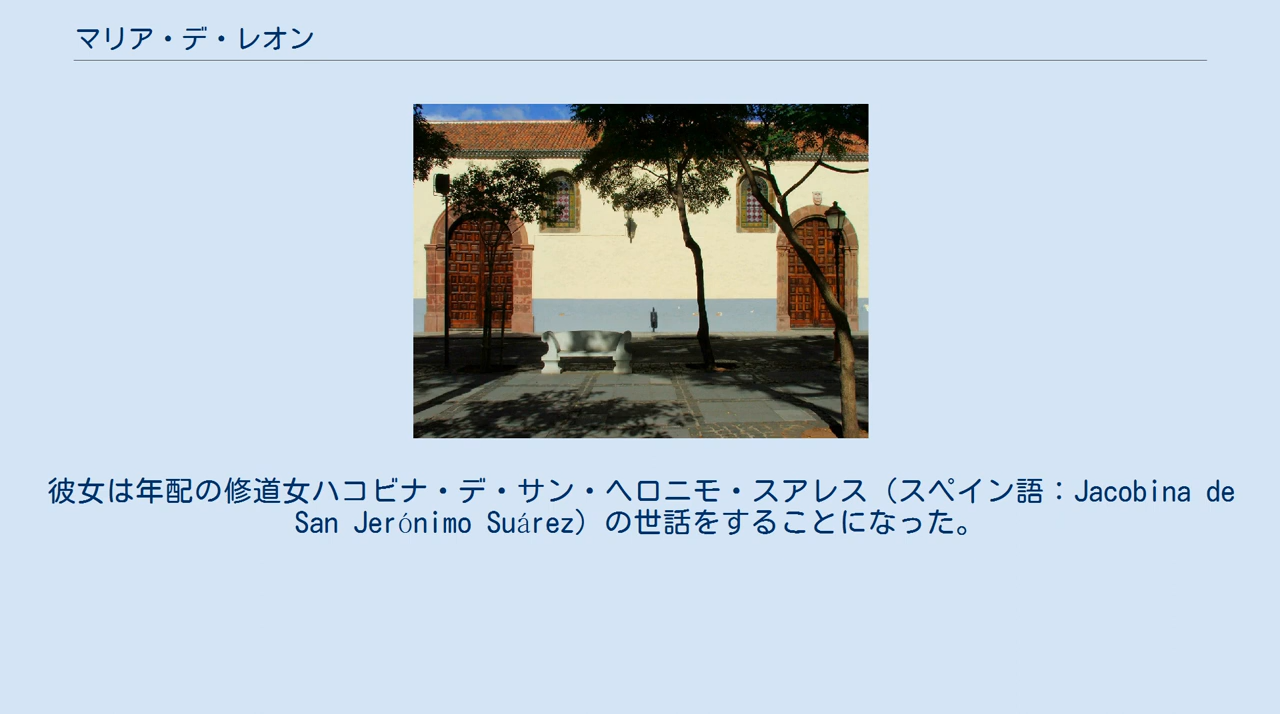 マリア・デ・レオン
彼女は年配の修道女ハコビナ・デ・サン・ヘロニモ・スアレス（スペイン語：Jacobina de
San Jerónimo Suárez）の世話をすることになった。